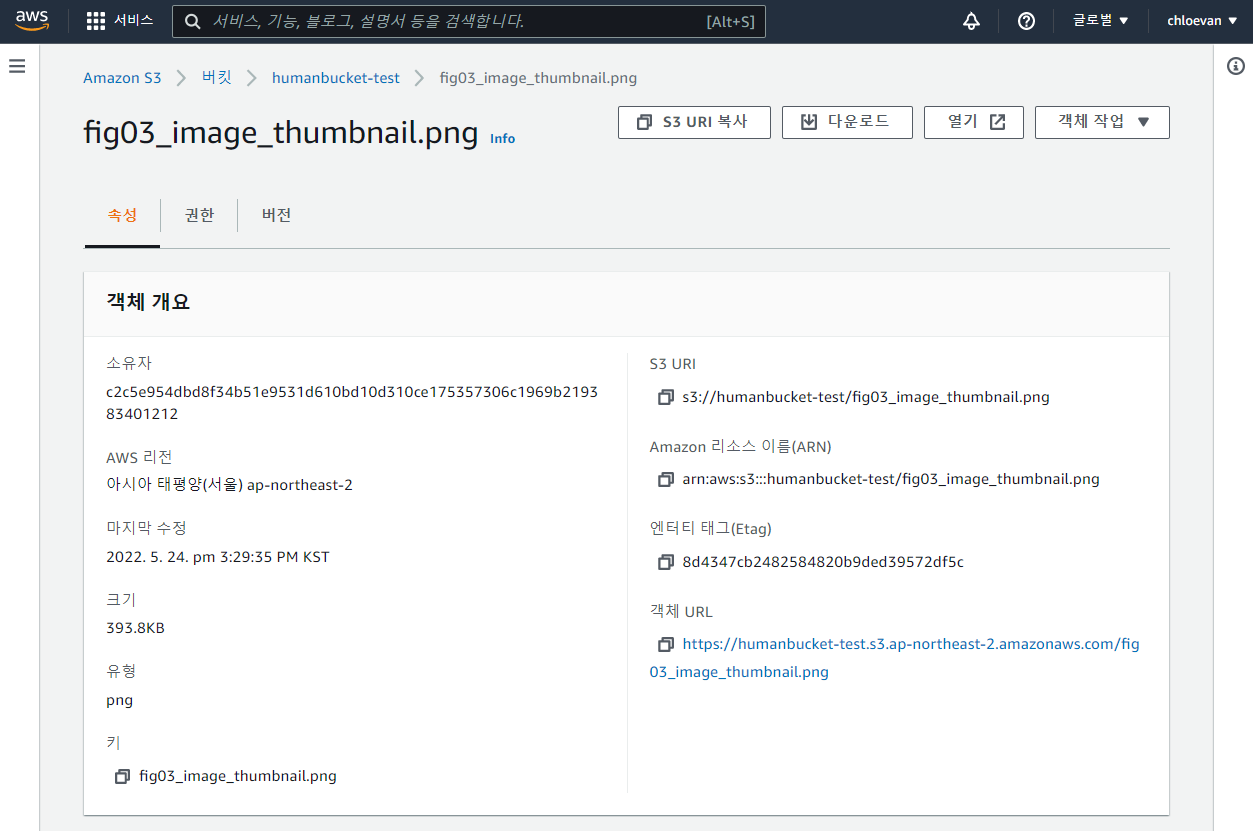 aws
서비스
서비스, 기능, 블로그, 설명서 등을 검색합니다.
[Alt+S]
글로벌 ▼
chloevan ▼
Amazon S3 > 버킷 > humanbucket-test > fig03_image_thumbnail.png
fig03_image_thumbnail.png Info
S3 URI 복사
다운로드
열기
객체 작업 ▼
속성
권한
버전
객체 개요
소유자
c2c5e954dbd8f34b51e9531d610bd10d310ce175357306c1969b2193
83401212
AWS 리전
아시아 태평양(서울) ap-northeast-2
마지막 수정
2022. 5. 24. pm 3:29:35 PM KST
크기
393.8KB
유형
png
키
fig03_image_thumbnail.png
S3 URI
s3://humanbucket-test/fig03_image_thumbnail.png
Amazon 리소스 이름(ARN)
arn:aws:s3:::humanbucket-test/fig03_image_thumbnail.png
엔터티 태그(Etag)
8d4347cb2482584820b9ded39572df5c
객체 URL
https://humanbucket-test.s3.ap-northeast-2.amazonaws.com/fig
03_image_thumbnail.png